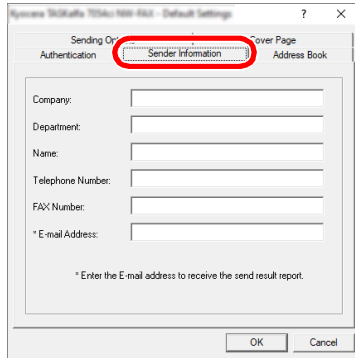 Kyocera TASKalfa 7054ci NW-FAX - Default Settings
Sending Cover Page
Authentication Sender Information Address Book
Company:
Department:
Name:
Telephone Number:
FAX Number:
* E-mail Address:
* Enter the E-mail address to receive the send result report.
OK Cancel